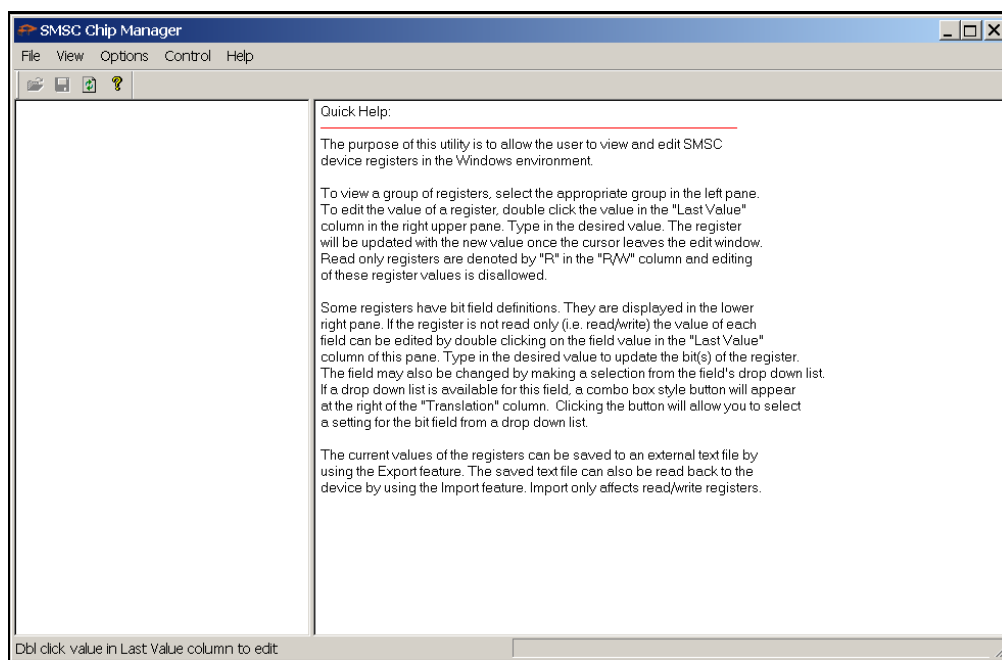 SMSC Chip Manager
File View Options Control Help
Quick Help:
The purpose of this utility is to allow the user to view and edit SMSC
device registers in the Windows environment.
To view a group of registers, select the appropriate group in the left pane.
To edit the value of a register, double click the value in the "Last Value"
column in the right upper pane. Type in the desired value. The register
will be updated with the new value once the cursor leaves the edit window.
Read only registers are denoted by "R" in the "R/W" column and editing
of these register values is disallowed.
Some registers have bit field definitions. They are displayed in the lower
right pane. If the register is not read only (i.e. read/write) the value of each
field can be edited by double clicking on the field value in the "Last Value"
column of this pane. Type in the desired value to update the bit(s) of the register.
The field may also be changed by making a selection from the field's drop down list.
If a drop down list is available for this field, a combo box style button will appear
at the right of the "Translation" column. Clicking the button will allow you to select
a setting for the bit field from a drop down list.
The current values of the registers can be saved to an external text file by
using the Export feature. The saved text file can also be read back to the
device by using the Import feature. Import only affects read/write registers.
Dbl click value in Last Value column to edit